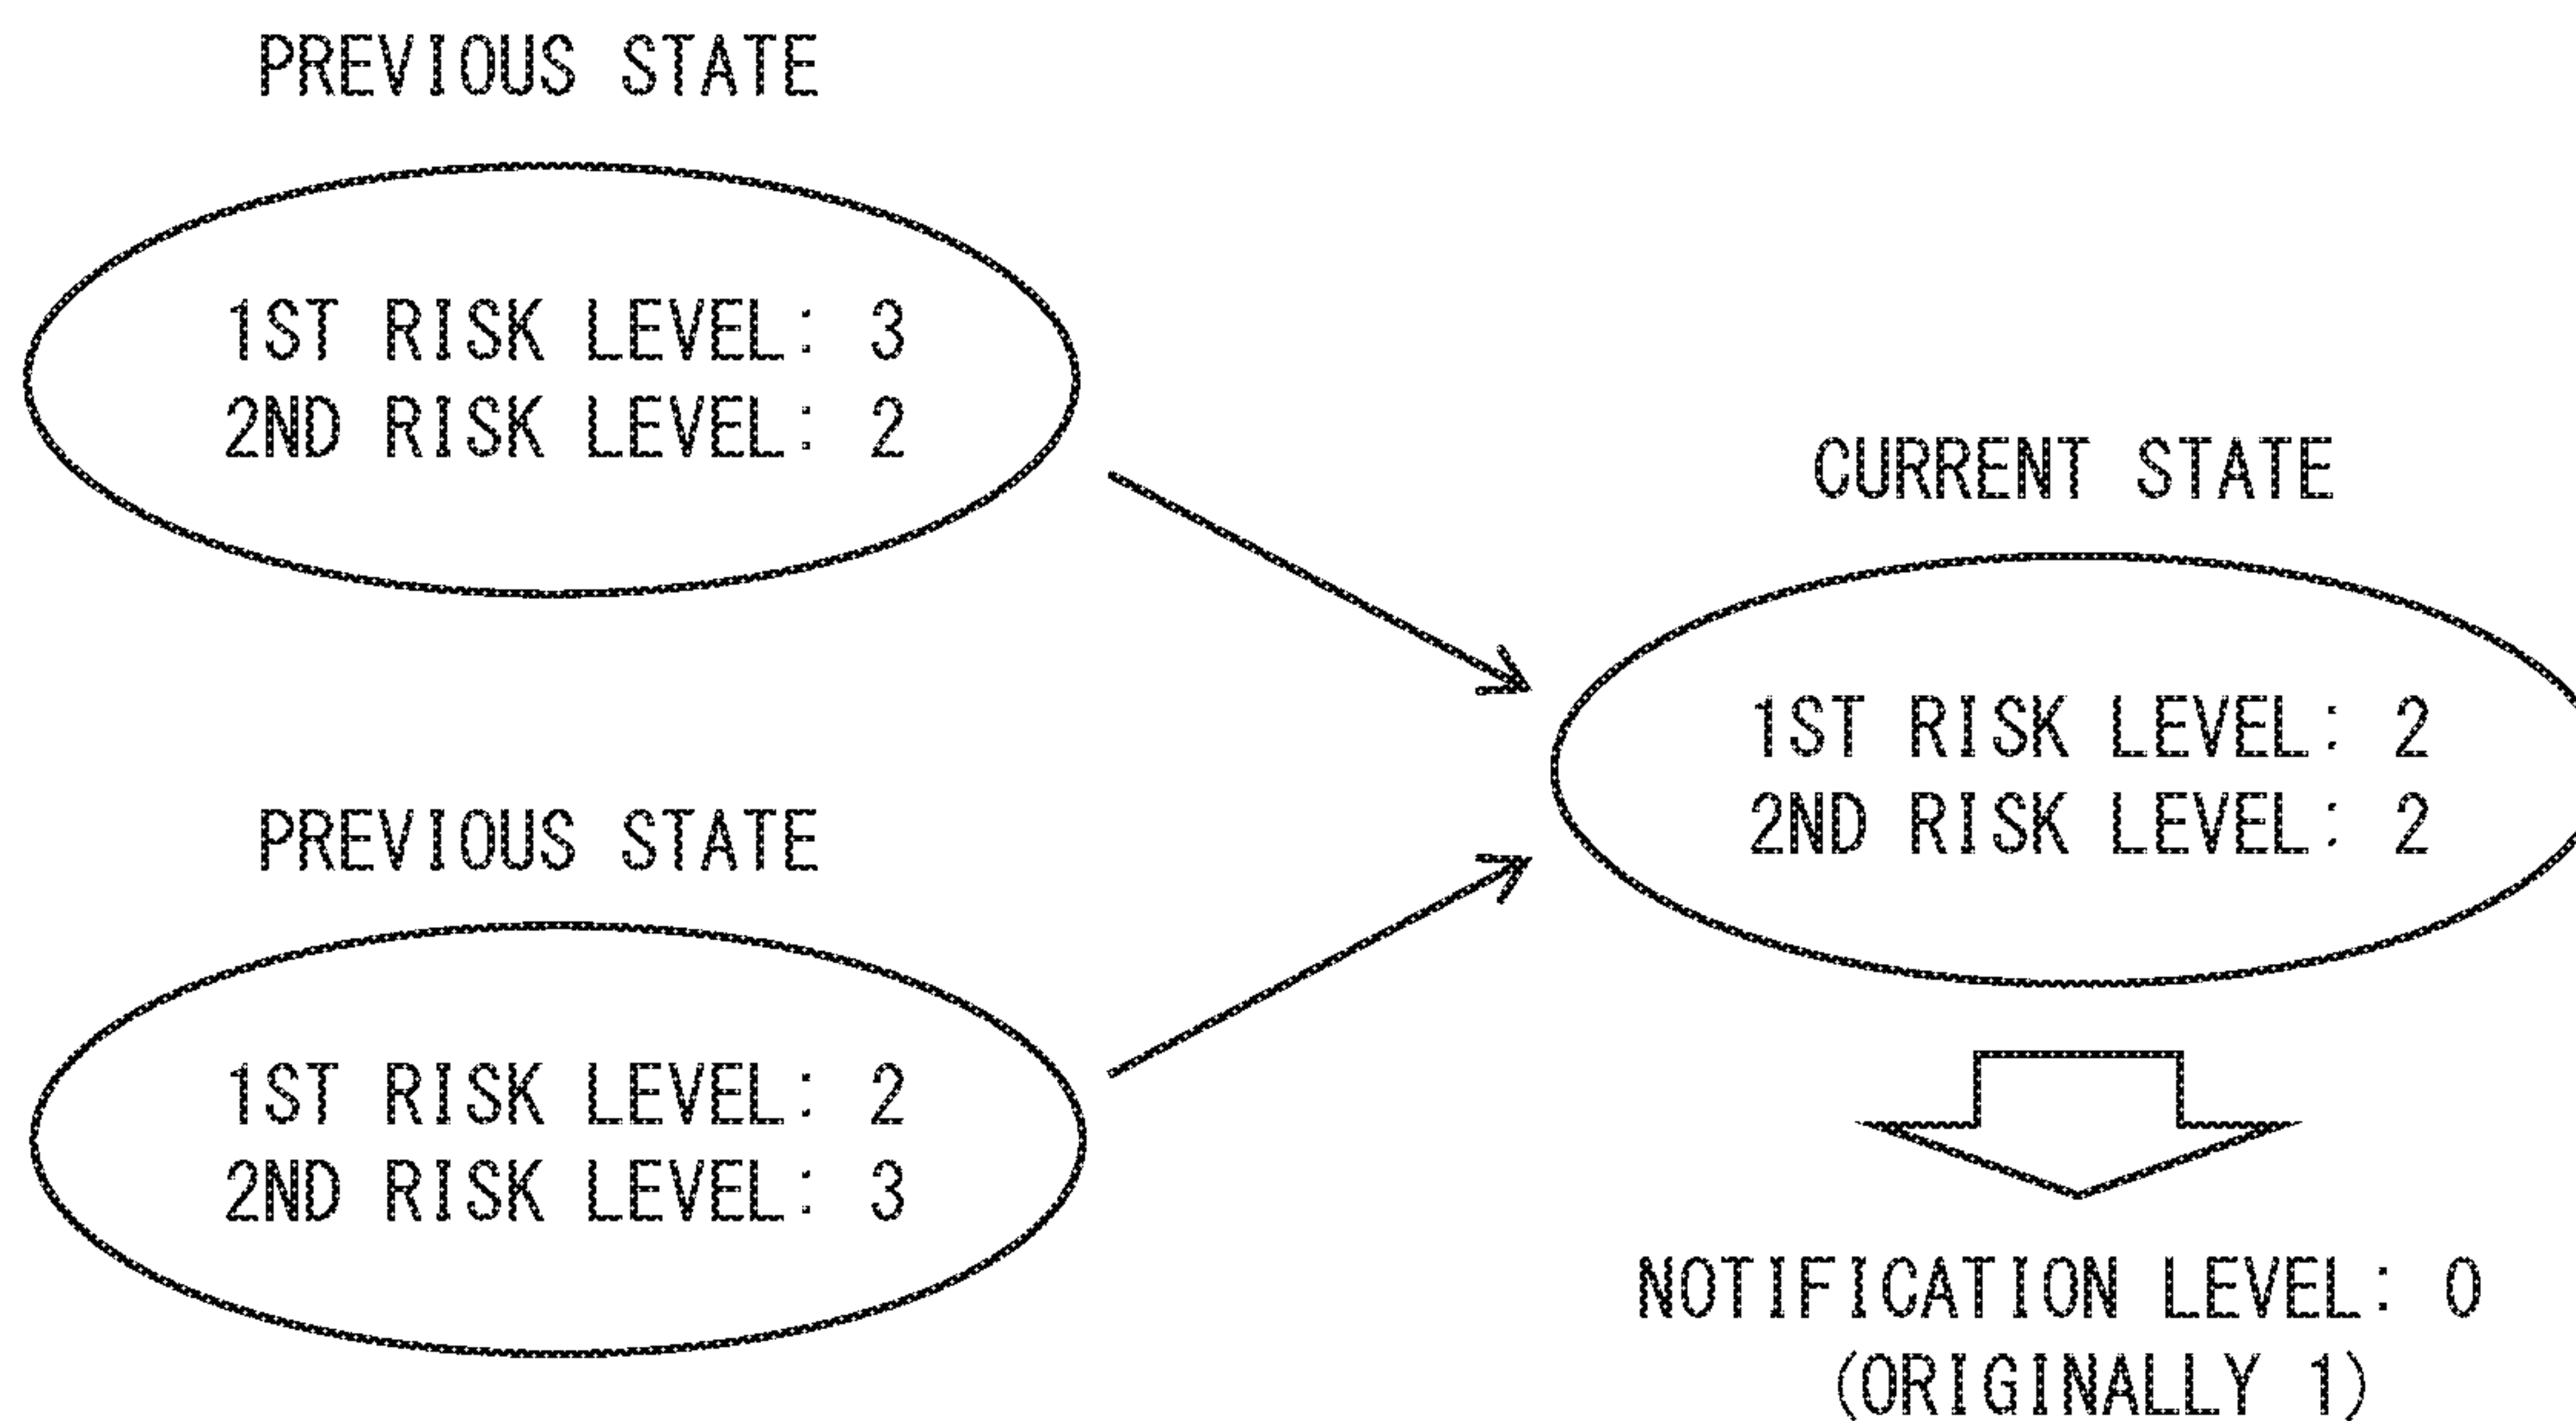 PREVIOUS STATE
1ST RISK LEVEL: 3
2ND RISK LEVEL: 2
PREVIOUS STATE
1ST RISK LEVEL: 2
2ND RISK LEVEL: 3
CURRENT STATE
1ST RISK LEVEL: 2
2ND RISK LEVEL: 2
NOTIFICATION LEVEL: 0
(ORIGINALLY 1)